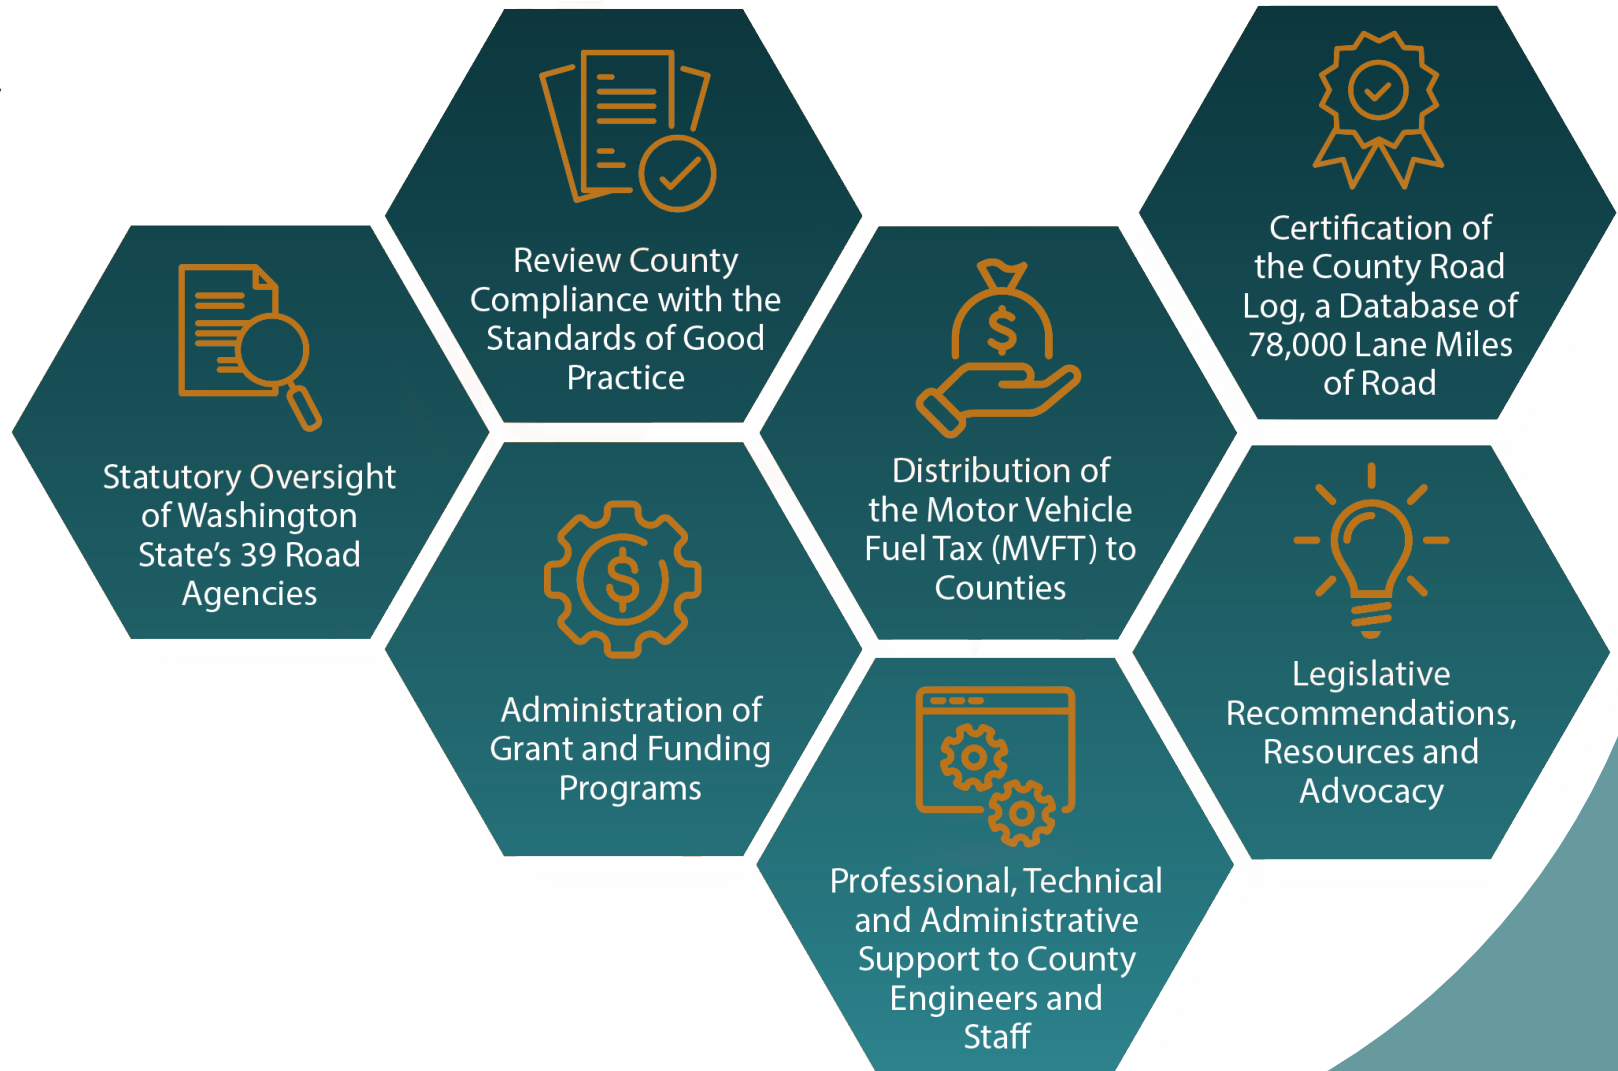 Review County
Compliance with the
Standards of Good
Practice
Certification of
the County Road
Log, a Database of
78,000 Lane Miles
of Road
Statutory Oversight
of Washington
State’s 39 Road
Agencies
Distribution of
the Motor Vehicle
Fuel Tax (MVFT) to
Counties
$
Administration of
Grant and Funding
Programs
$
Legislative
Recommendations,
Resources and
Advocacy
Professional, Technical
and Administrative
Support to County
Engineers and
Staff